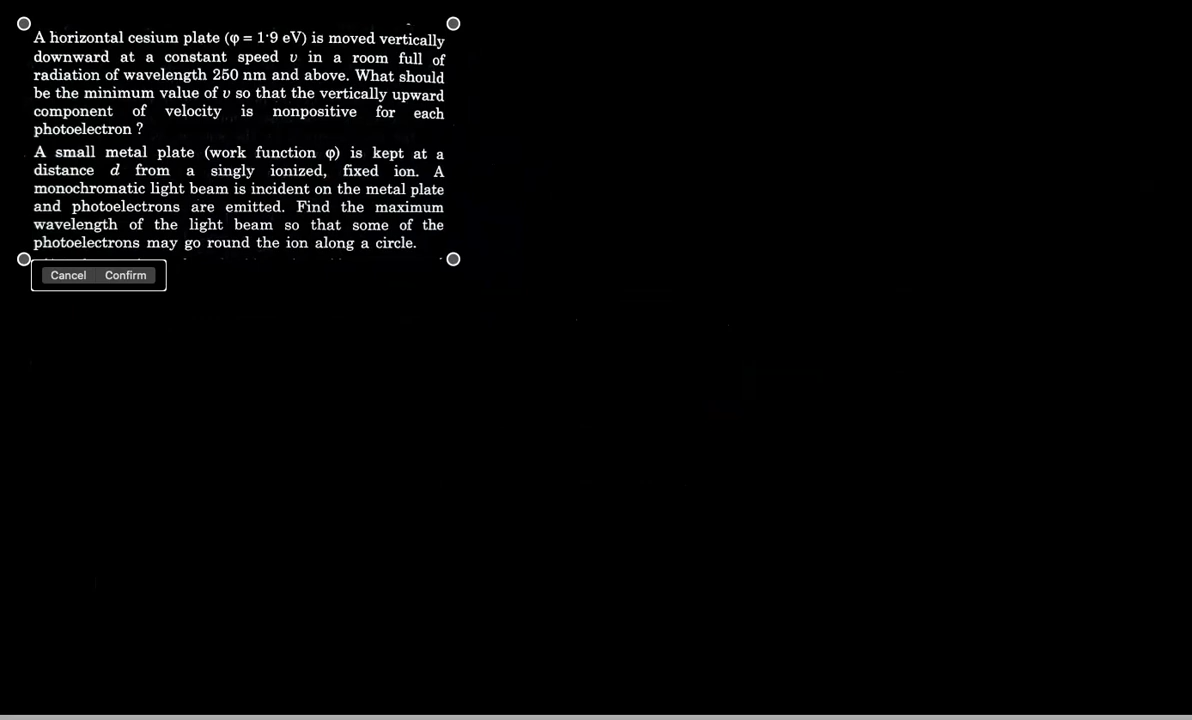 A horizontal cesium plate (φ = 1·9 eV) is moved vertically
downward at a constant speed υ in a room full of
radiation of wavelength 250 nm and above. What should
be the minimum value of υ so that the vertically upward
component of velocity is nonpositive for each
photoelectron ?
A small metal plate (work function φ) is kept at a
distance d from a singly ionized, fixed ion. A
monochromatic light beam is incident on the metal plate
and photoelectrons are emitted. Find the maximum
wavelength of the light beam so that some of the
photoelectrons may go round the ion along a circle.
Cancel Confirm